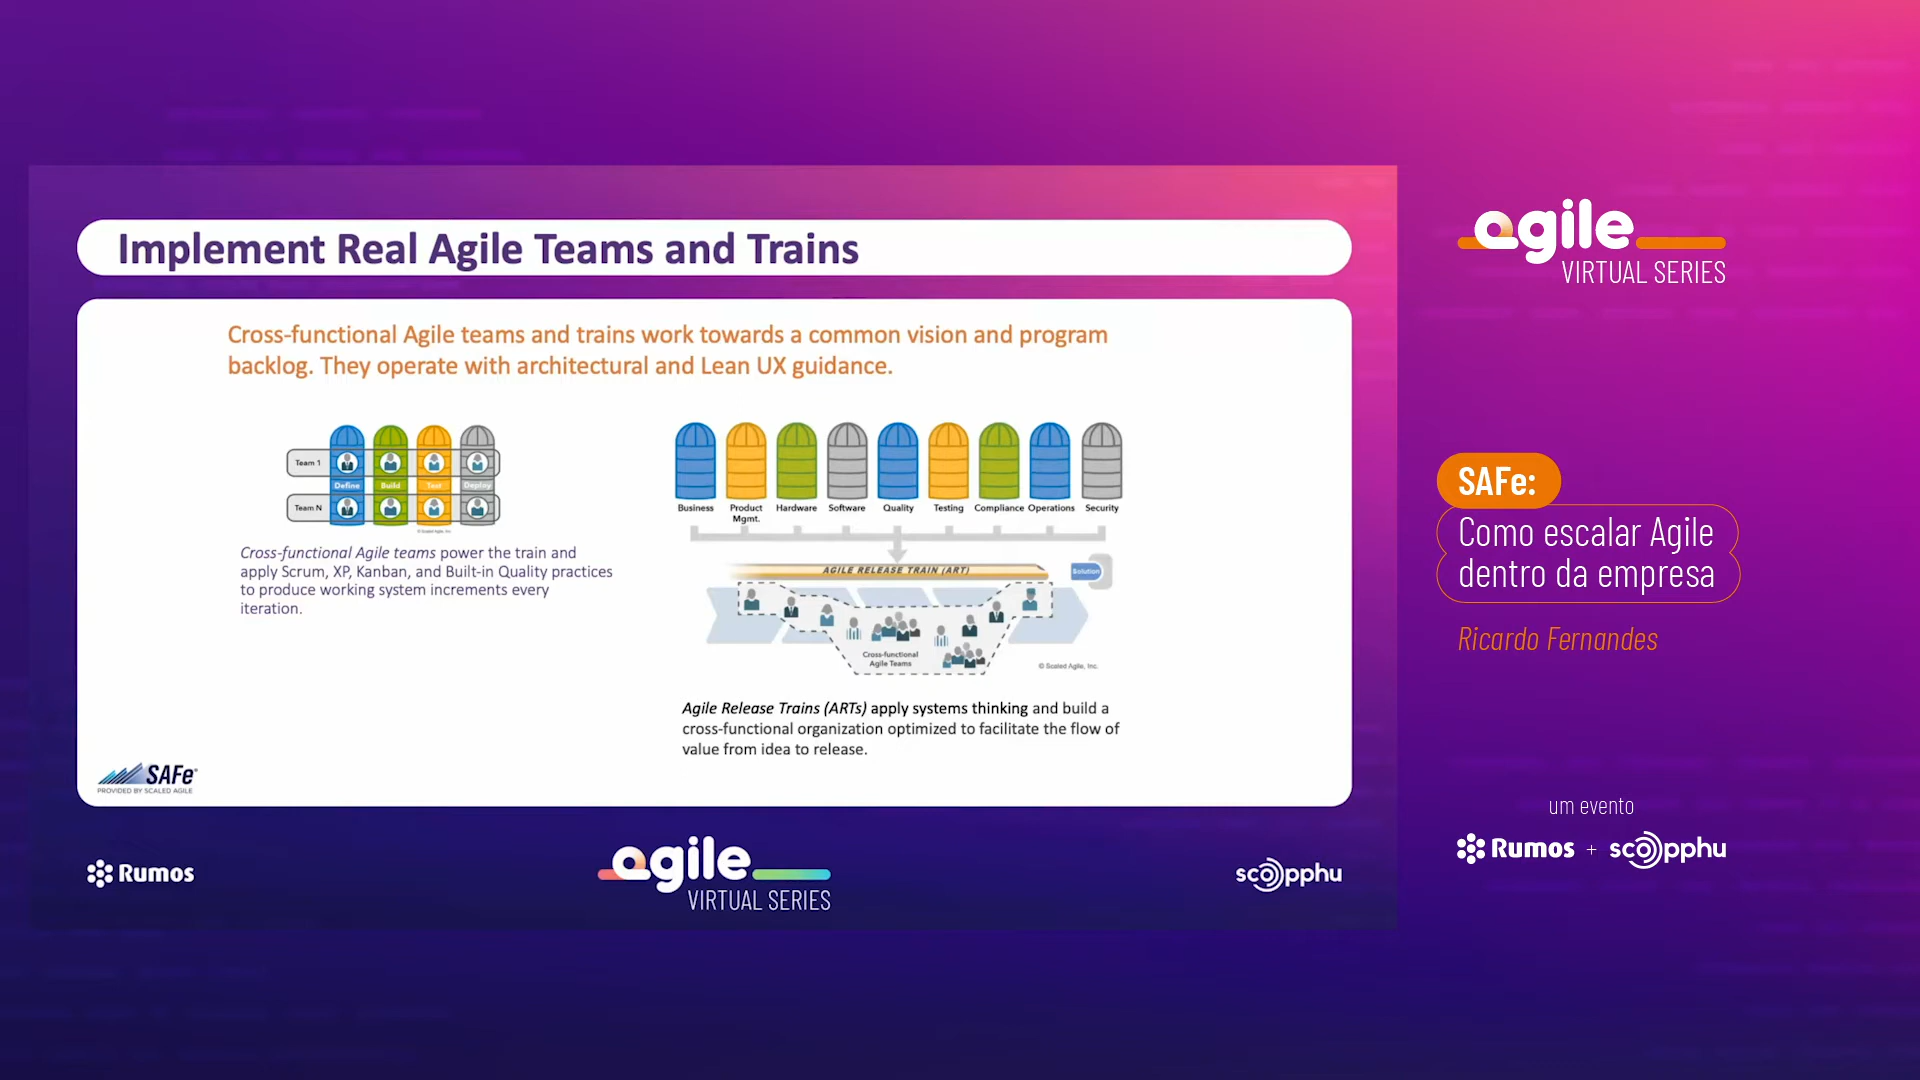 Implement Real Agile Teams and Trains
Cross-functional Agile teams and trains work towards a common vision and program
backlog. They operate with architectural and Lean UX guidance.
Team 1
Define
Build
Test
Deploy
Team N
© Scaled Agile, Inc.
Cross-functional Agile teams power the train and
apply Scrum, XP, Kanban, and Built-in Quality practices
to produce working system increments every
iteration.
Business
Product
Mgmt.
Hardware
Software
Quality
Testing
Compliance
Operations
Security
AGILE RELEASE TRAIN (ART)
Solution
Cross-functional
Agile Teams
© Scaled Agile, Inc.
Agile Release Trains (ARTs) apply systems thinking and build a
cross-functional organization optimized to facilitate the flow of
value from idea to release.
SAFe®
PROVIDED BY SCALED AGILE
Rumos
agile
VIRTUAL SERIES
scopphu
agile
VIRTUAL SERIES
SAFe:
Como escalar Agile
dentro da empresa
Ricardo Fernandes
um evento
Rumos + scopphu